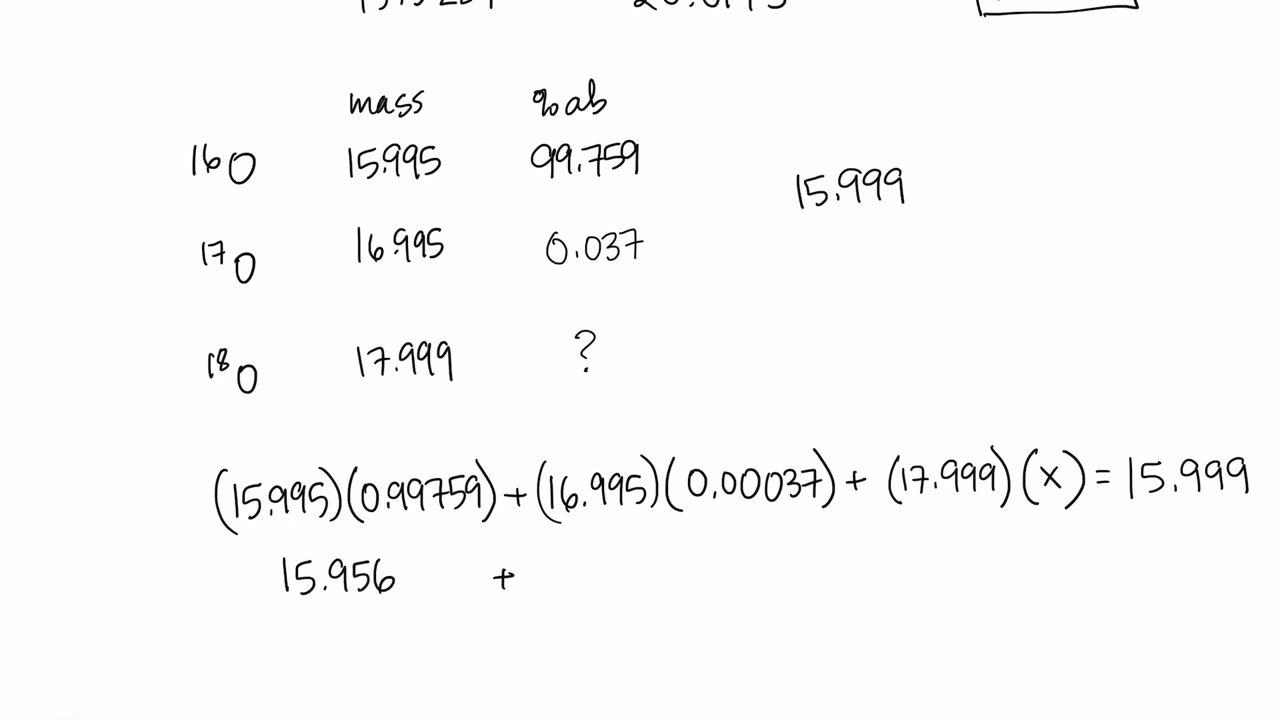 mass %ab
16O 15.995 99.759
15.999
17O 16.995 0.037
18O 17.999 ?
(15.995)(0.99759)+(16.995)(0.00037)+(17.999)(x)=15.999
15.956 +